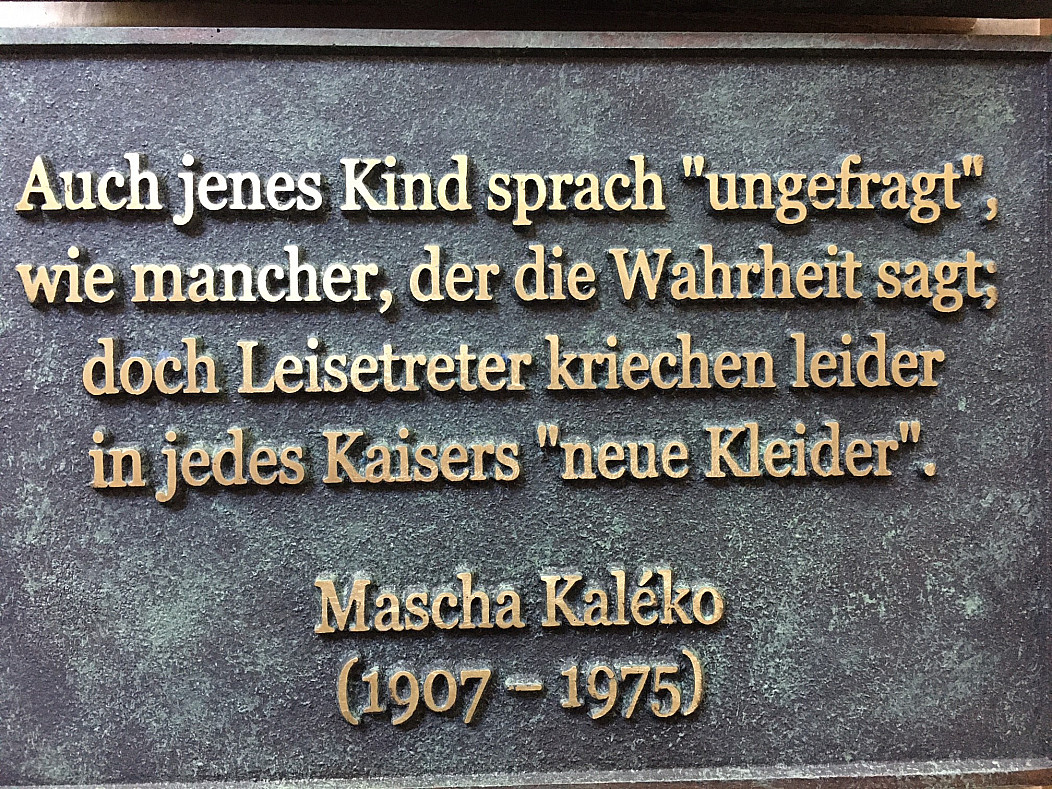 Auch jenes Kind sprach "ungefragt",
wie mancher, der die Wahrheit sagt;
doch Leisetreter kriechen leider
in jedes Kaisers "neue Kleider".
Mascha Kaléko
(1907 – 1975)